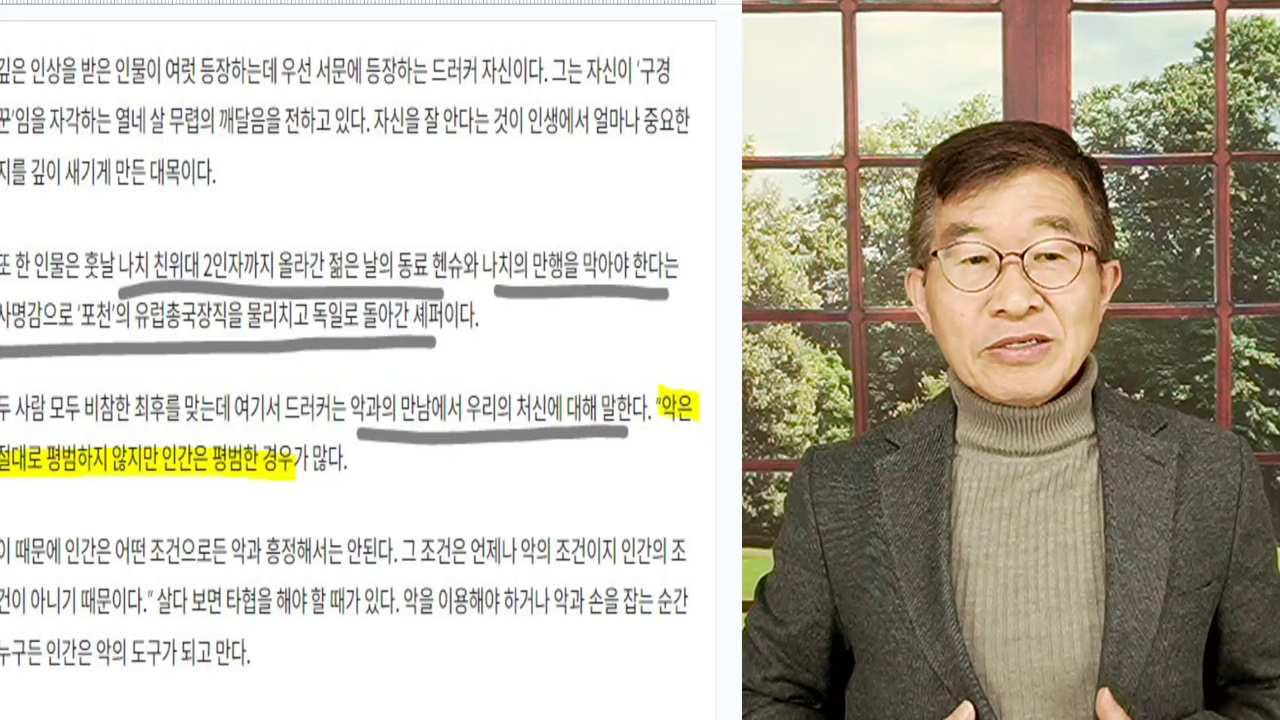 깊은 인상을 받은 인물이 여럿 등장하는데 우선 서문에 등장하는 드러커 자신이다. 그는 자신이 ‘구경
꾼’임을 자각하는 열네 살 무렵의 깨달음을 전하고 있다. 자신을 잘 안다는 것이 인생에서 얼마나 중요한
지를 깊이 새기게 만든 대목이다.
또 한 인물은 훗날 나치 친위대 2인자까지 올라간 젊은 날의 동료 헨슈와 나치의 만행을 막아야 한다는
사명감으로 ‘포천’의 유럽총국장직을 물리치고 독일로 돌아간 셰퍼이다.
두 사람 모두 비참한 최후를 맞는데 여기서 드러커는 악과의 만남에서 우리의 처신에 대해 말한다. “악은
절대로 평범하지 않지만 인간은 평범한 경우가 많다.
이 때문에 인간은 어떤 조건으로든 악과 흥정해서는 안된다. 그 조건은 언제나 악의 조건이지 인간의 조
건이 아니기 때문이다.” 살다 보면 타협을 해야 할 때가 있다. 악을 이용해야 하거나 악과 손을 잡는 순간
누구든 인간은 악의 도구가 되고 만다.